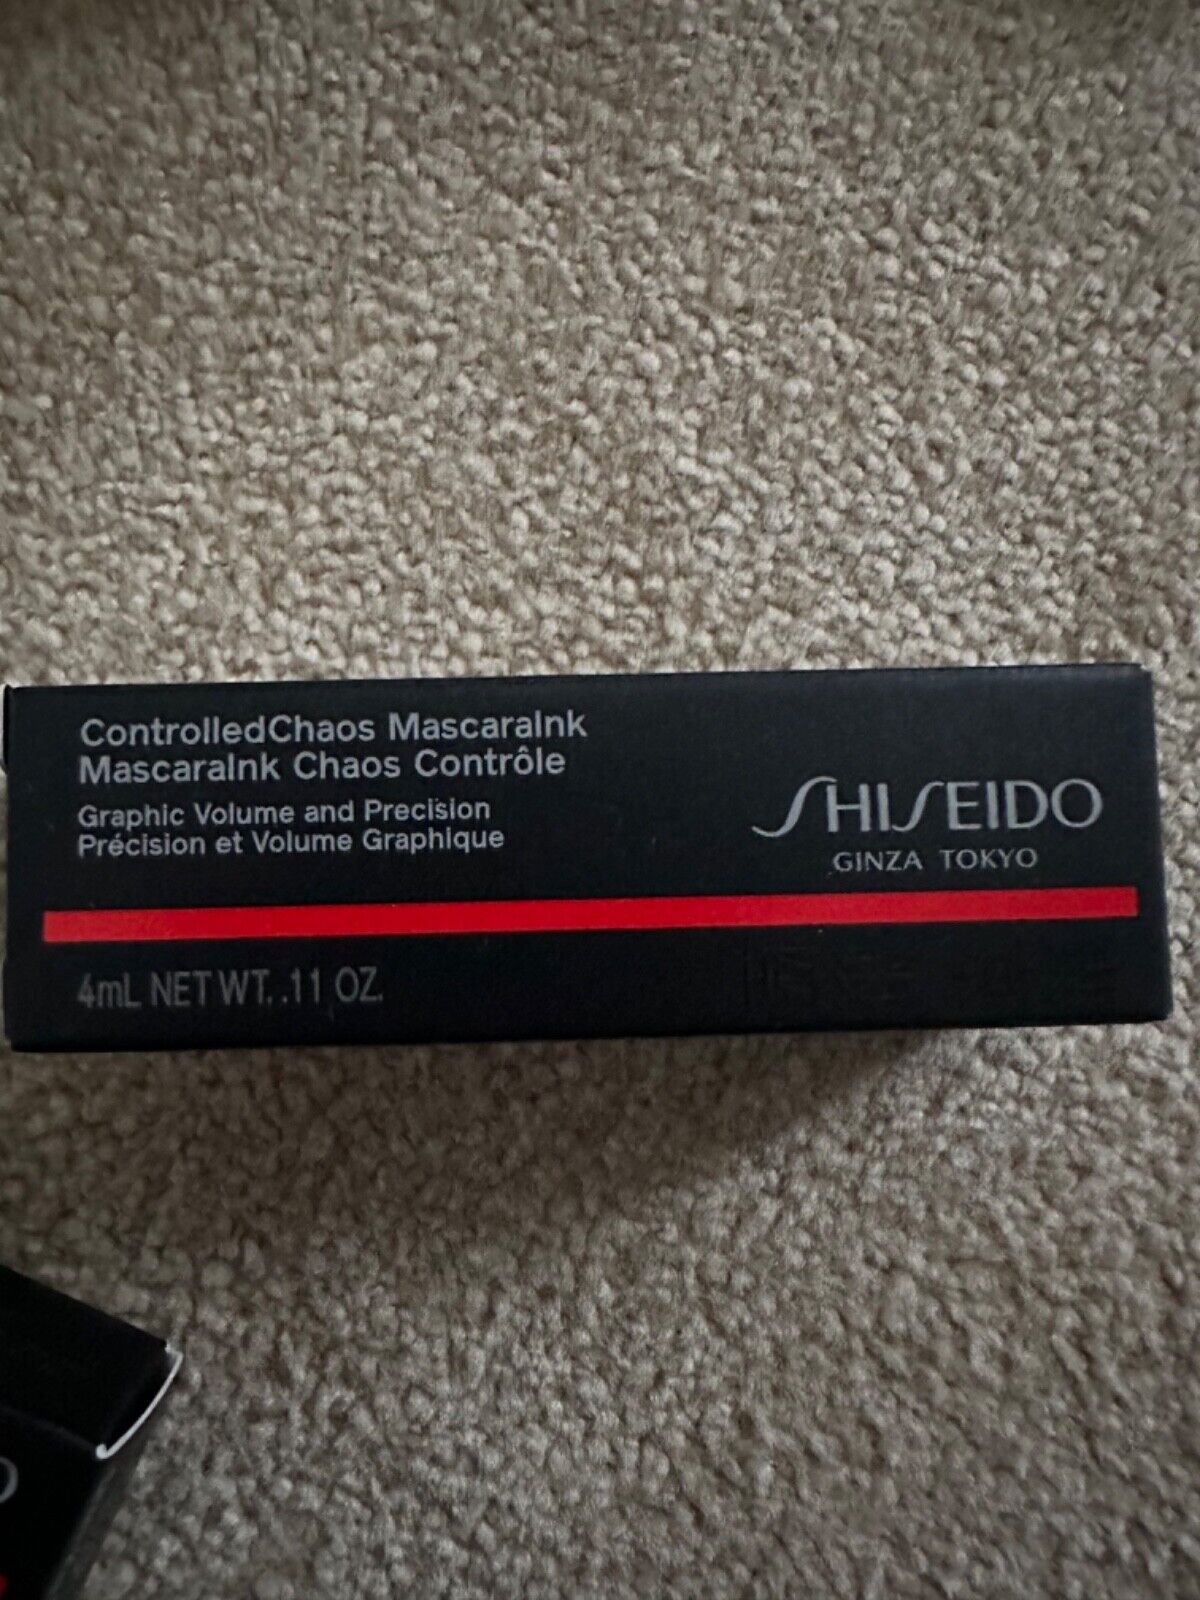 ControlledChaos MascaraInk
MascaraInk Chaos Contrôle
Graphic Volume and Precision
Précision et Volume Graphique
SHISEIDO
GINZA TOKYO
4mL NET WT. .11 OZ.